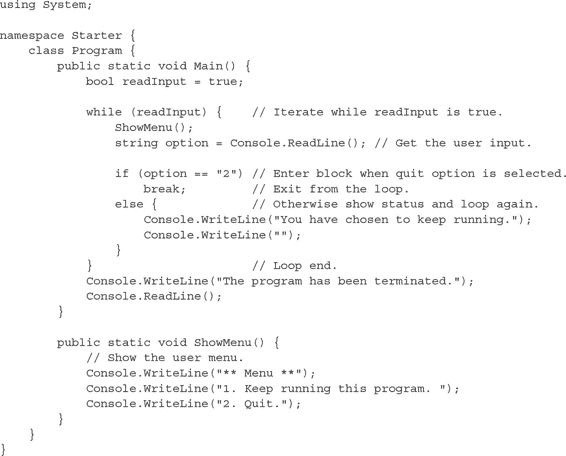 using System;

namespace Starter {
    class Program {
        public static void Main() {
            bool readInput = true;

            while (readInput) {    // Iterate while readInput is true.
                ShowMenu();
                string option = Console.ReadLine(); // Get the user input.

                if (option == "2") // Enter block when quit option is selected.
                    break;         // Exit from the loop.
                else {             // Otherwise show status and loop again.
                    Console.WriteLine("You have chosen to keep running.");
                    Console.WriteLine("");
                }
            }                      // Loop end.
            Console.WriteLine("The program has been terminated.");
            Console.ReadLine();
        }

        public static void ShowMenu() {
            // Show the user menu.
            Console.WriteLine("** Menu **");
            Console.WriteLine("1. Keep running this program. ");
            Console.WriteLine("2. Quit.");
        }
    }
}